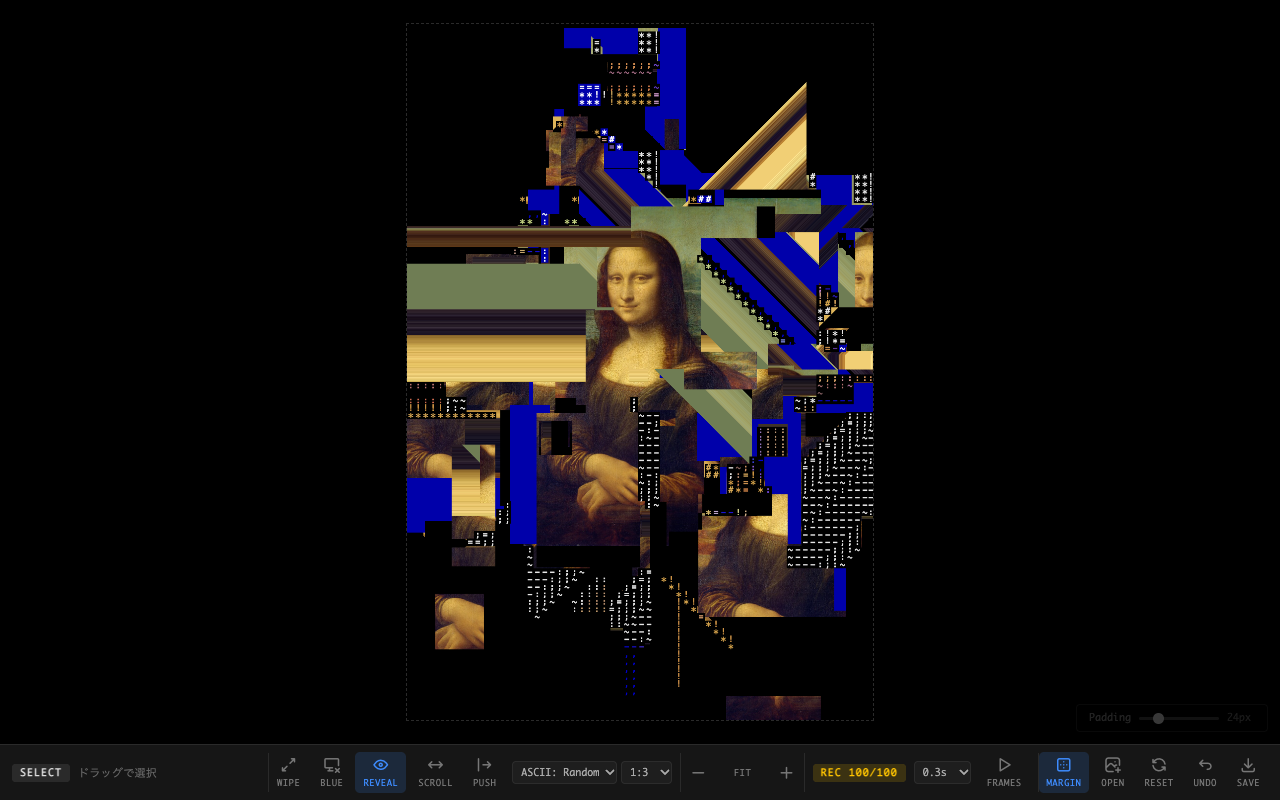 Padding 24px
SELECT ドラッグで選択
WIPE
BLUE
REVEAL
SCROLL
PUSH
ASCII: Random
1:3
FIT
REC 100/100
0.3s
FRAMES
MARGIN
OPEN
RESET
UNDO
SAVE